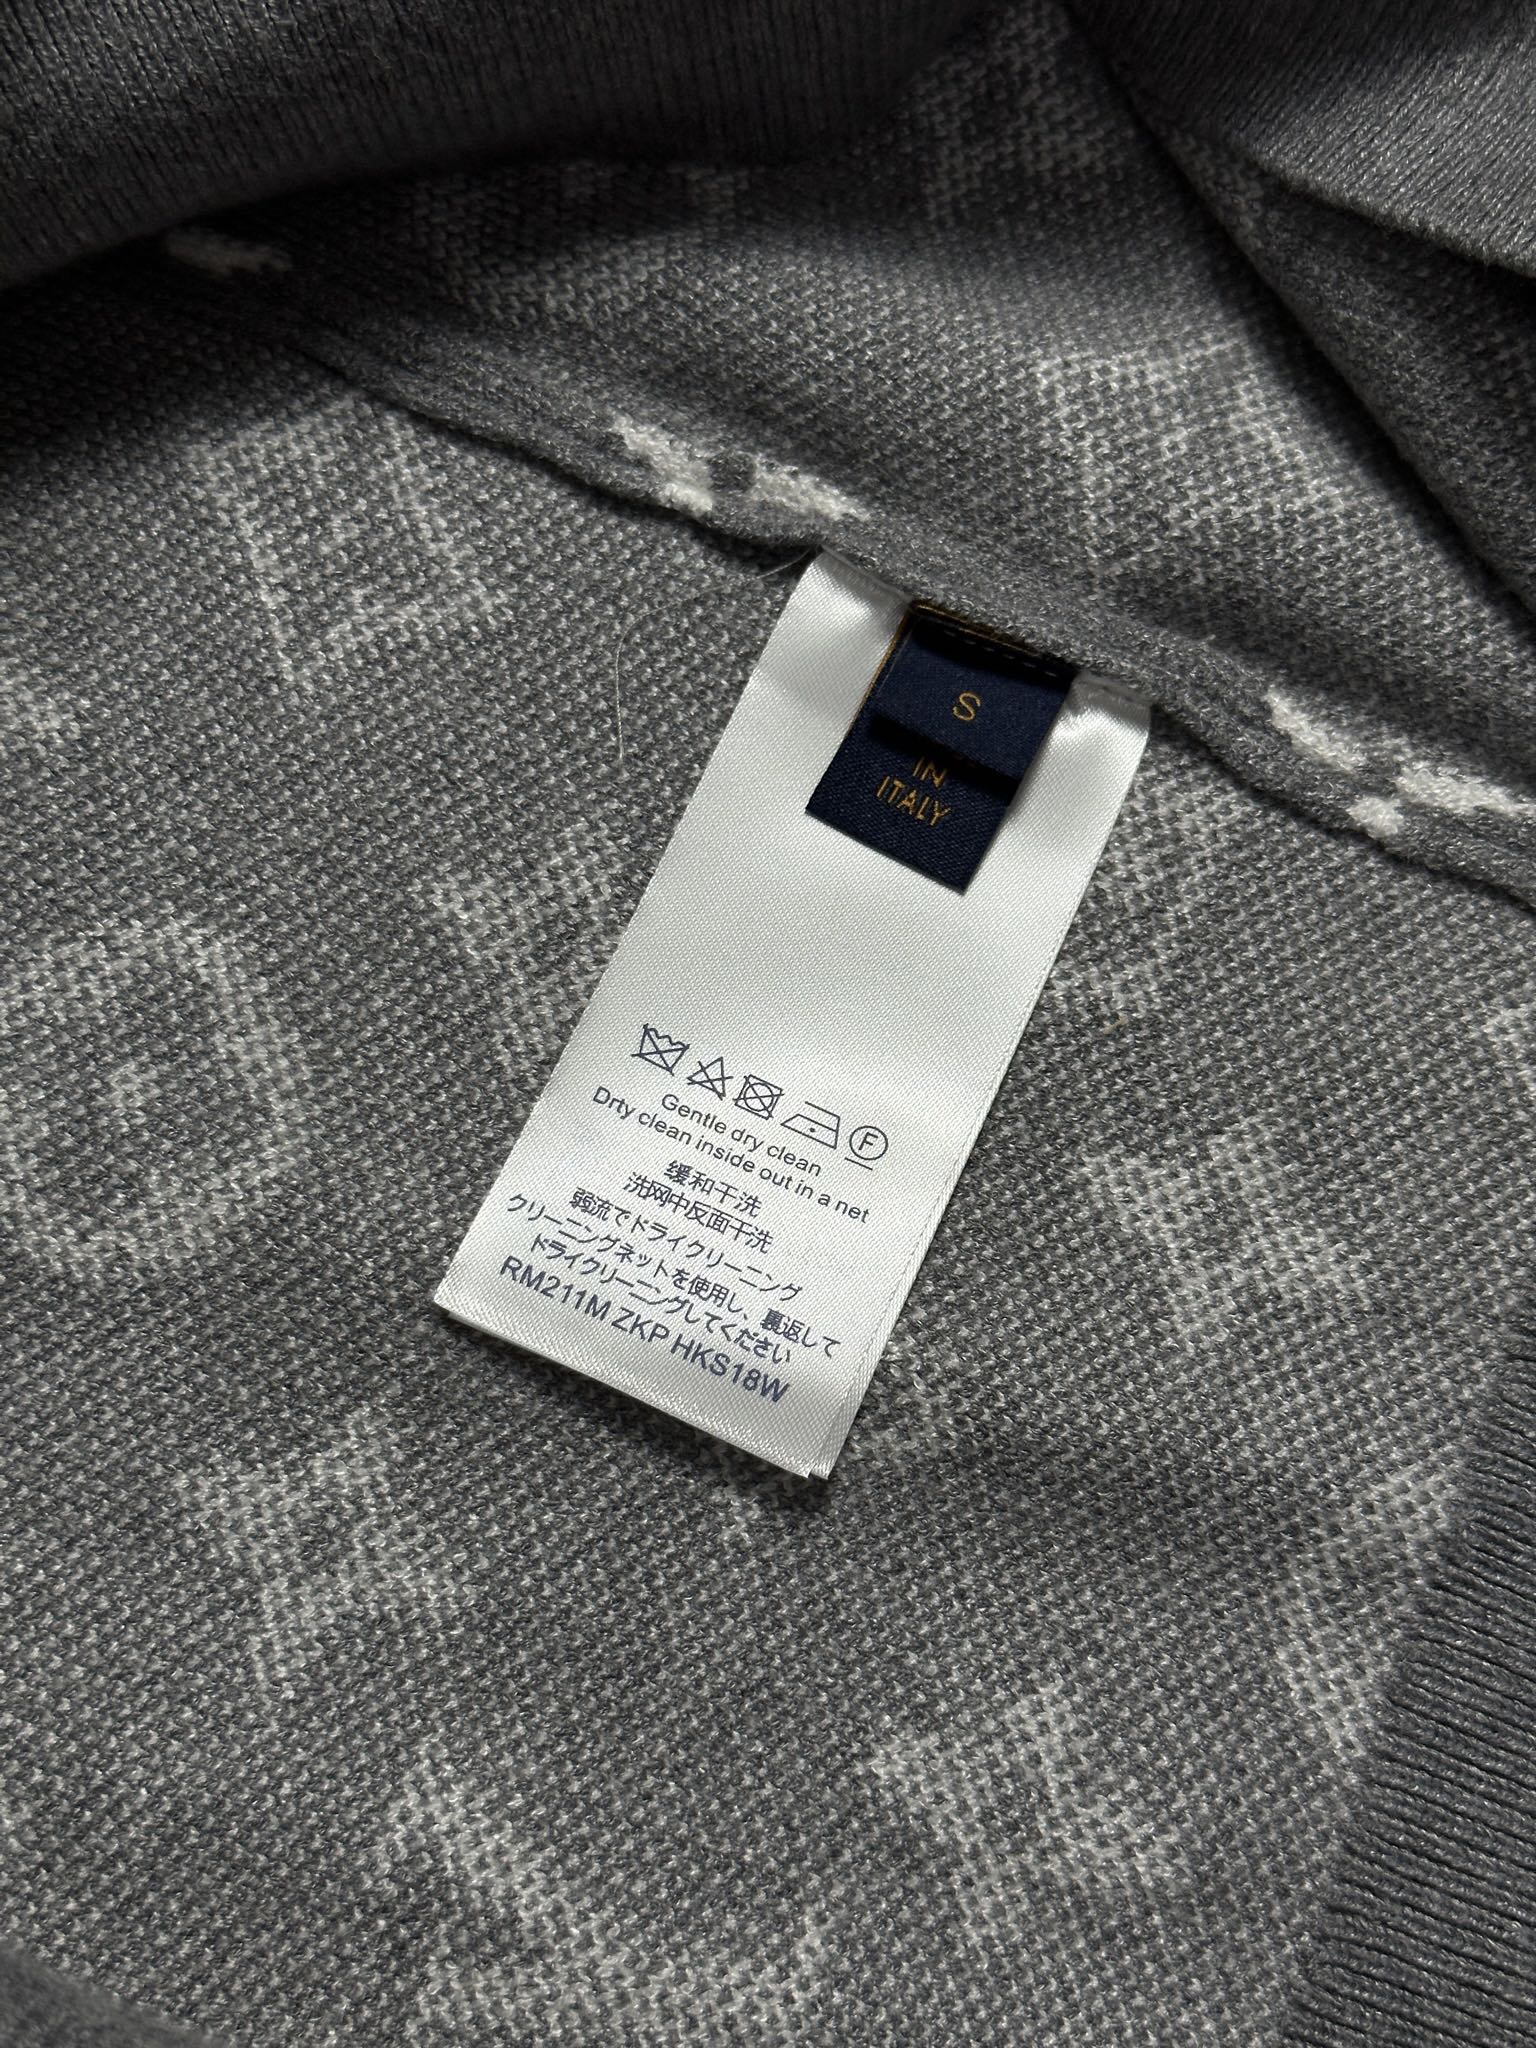 S
IN
ITALY
F
Gentle dry clean
Drty clean inside out in a net
缓和干洗
洗网中反面干洗
弱流でドライクリーニング
クリーニングネットを使用し、裏返して
ドライクリーニングしてください
RM211M ZKP HKS18W